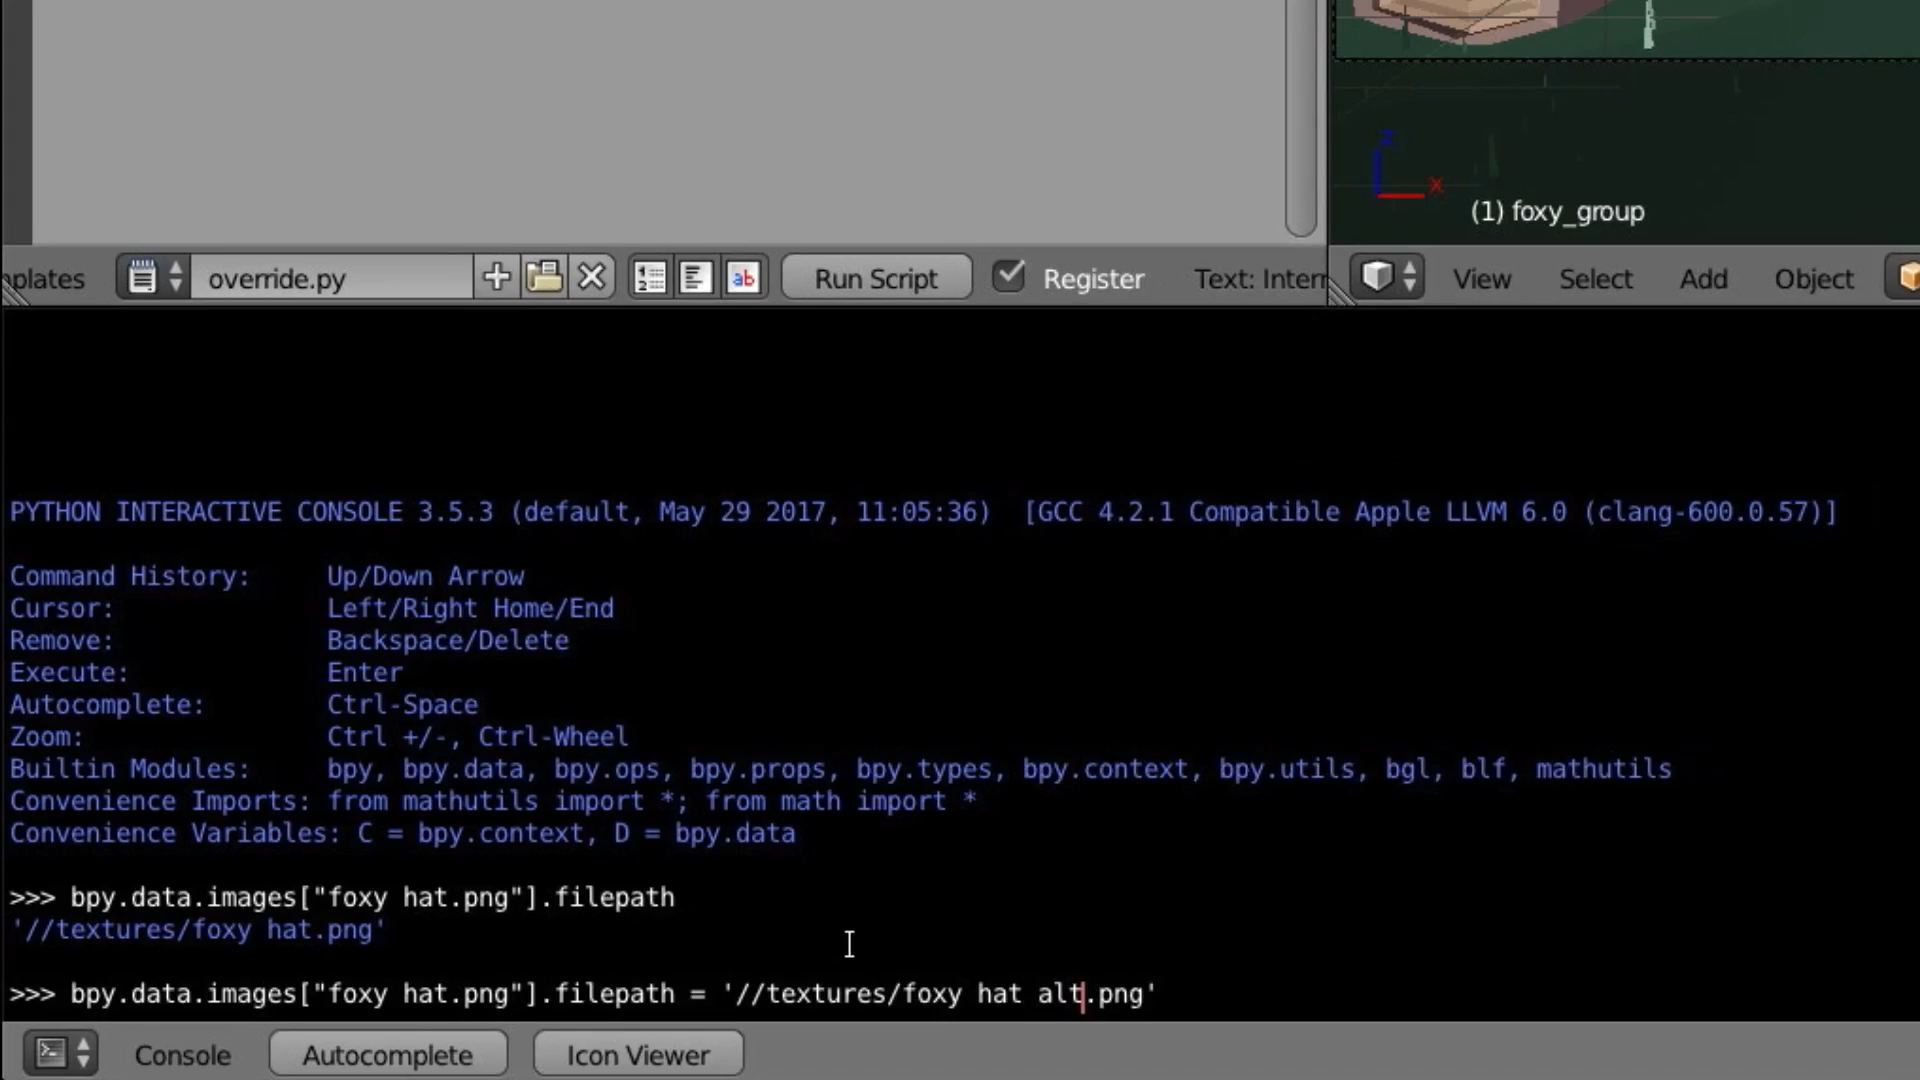 Z
X
(1) foxy_group
plates override.py Run Script Register Text: Intern View Select Add Object
PYTHON INTERACTIVE CONSOLE 3.5.3 (default, May 29 2017, 11:05:36)  [GCC 4.2.1 Compatible Apple LLVM 6.0 (clang-600.0.57)]
Command History:     Up/Down Arrow
Cursor:              Left/Right Home/End
Remove:              Backspace/Delete
Execute:             Enter
Autocomplete:        Ctrl-Space
Zoom:                Ctrl +/-, Ctrl-Wheel
Builtin Modules:     bpy, bpy.data, bpy.ops, bpy.props, bpy.types, bpy.context, bpy.utils, bgl, blf, mathutils
Convenience Imports: from mathutils import *; from math import *
Convenience Variables: C = bpy.context, D = bpy.data
>>> bpy.data.images["foxy hat.png"].filepath
'//textures/foxy hat.png'
>>> bpy.data.images["foxy hat.png"].filepath = '//textures/foxy hat alt.png'
Console Autocomplete Icon Viewer